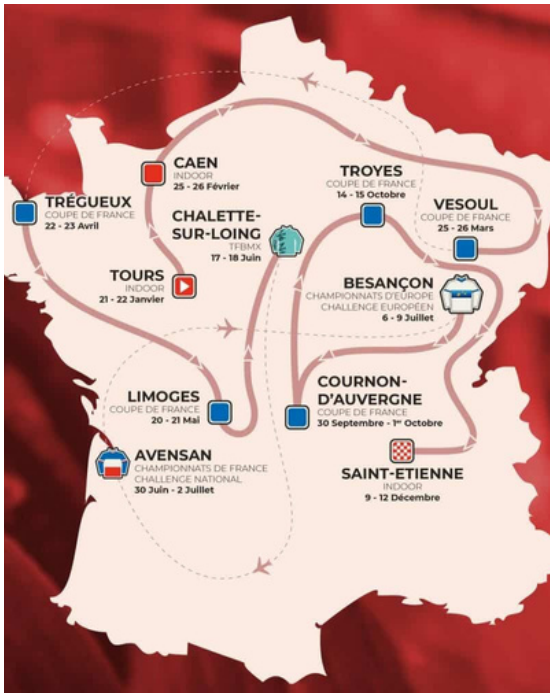 CAEN
INDOOR
25 - 26 Février
TROYES
COUPE DE FRANCE
14 - 15 Octobre
TRÉGUEUX
COUPE DE FRANCE
22 - 23 Avril
CHALETTE-
SUR-LOING
TFBMX
17 - 18 Juin
VESOUL
COUPE DE FRANCE
25 - 26 Mars
TOURS
INDOOR
21 - 22 Janvier
BESANÇON
CHAMPIONNATS D'EUROPE
CHALLENGE EUROPÉEN
6 - 9 Juillet
LIMOGES
COUPE DE FRANCE
20 - 21 Mai
COURNON-
D'AUVERGNE
COUPE DE FRANCE
30 Septembre - 1er Octobre
AVENSAN
CHAMPIONNATS DE FRANCE
CHALLENGE NATIONAL
30 Juin - 2 Juillet
SAINT-ETIENNE
INDOOR
9 - 12 Décembre